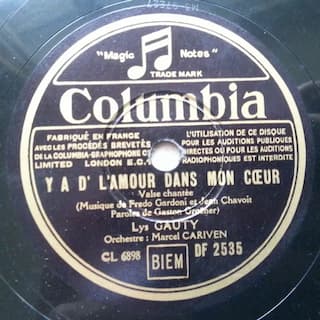 "Magic Notes"
TRADE MARK
Columbia
FABRIQUÉ EN FRANCE
AVEC LES PROCÉDÉS BREVETÉS
DE LA COLUMBIA-GRAPHOPHONE CO
LIMITED LONDON E.C.
L'UTILISATION DE CE DISQUE
POUR LES AUDITIONS PUBLIQUES
DIRECTES OU POUR LES AUDITIONS
RADIOPHONIQUES EST INTERDITE
Y A D' L'AMOUR DANS MON CŒUR
Valse chantée
(Musique de Fredo Gardoni et Jean Chavoit
Paroles de Gaston Groener)
Lys GAUTY
Orchestre: Marcel CARIVEN
CL 6898
BIEM
DF 2535